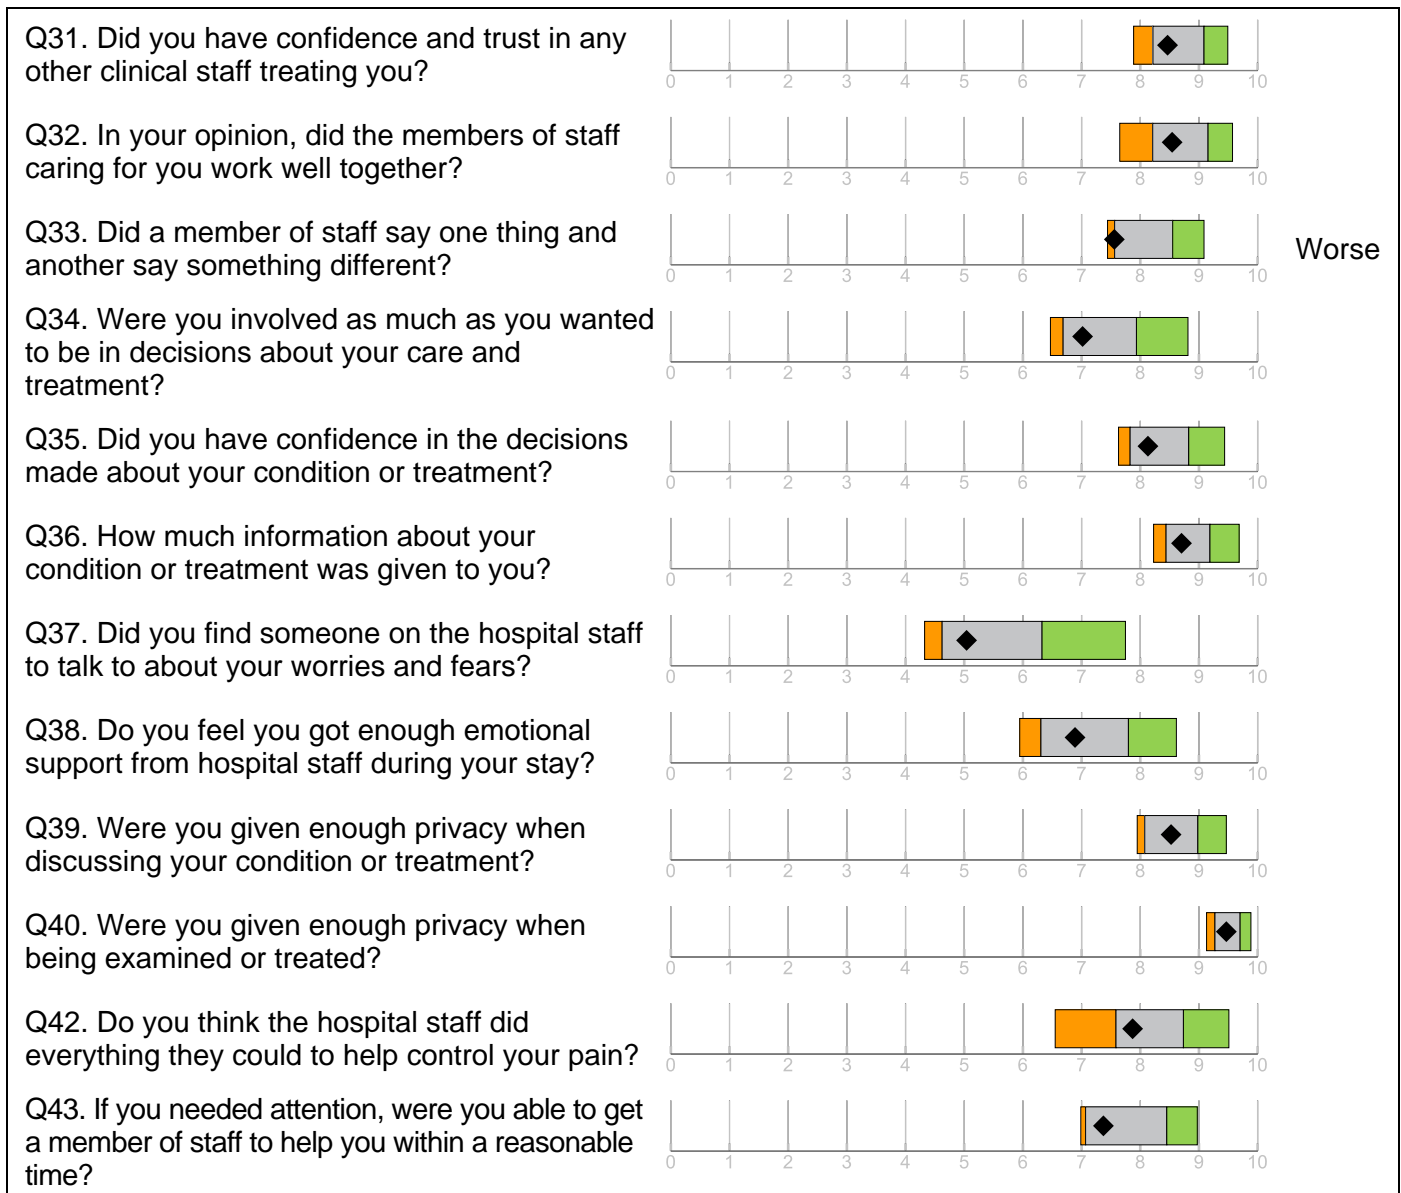 Q31. Did you have confidence and trust in any
other clinical staff treating you?
0 1 2 3 4 5 6 7 8 9 10
Q32. In your opinion, did the members of staff
caring for you work well together?
0 1 2 3 4 5 6 7 8 9 10
Q33. Did a member of staff say one thing and
another say something different?
Worse
0 1 2 3 4 5 6 7 8 9 10
Q34. Were you involved as much as you wanted
to be in decisions about your care and
treatment?
0 1 2 3 4 5 6 7 8 9 10
Q35. Did you have confidence in the decisions
made about your condition or treatment?
0 1 2 3 4 5 6 7 8 9 10
Q36. How much information about your
condition or treatment was given to you?
0 1 2 3 4 5 6 7 8 9 10
Q37. Did you find someone on the hospital staff
to talk to about your worries and fears?
0 1 2 3 4 5 6 7 8 9 10
Q38. Do you feel you got enough emotional
support from hospital staff during your stay?
0 1 2 3 4 5 6 7 8 9 10
Q39. Were you given enough privacy when
discussing your condition or treatment?
0 1 2 3 4 5 6 7 8 9 10
Q40. Were you given enough privacy when
being examined or treated?
0 1 2 3 4 5 6 7 8 9 10
Q42. Do you think the hospital staff did
everything they could to help control your pain?
0 1 2 3 4 5 6 7 8 9 10
Q43. If you needed attention, were you able to get
a member of staff to help you within a reasonable
time?
0 1 2 3 4 5 6 7 8 9 10